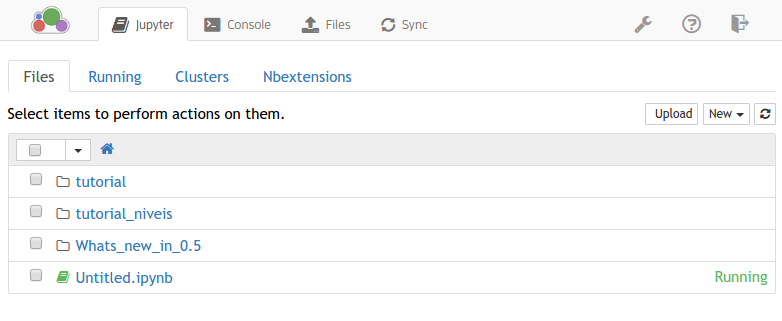 Jupyter Console Files Sync
Files Running Clusters Nbextensions
Select items to perform actions on them. Upload New
tutorial
tutorial_niveis
Whats_new_in_0.5
Untitled.ipynb Running